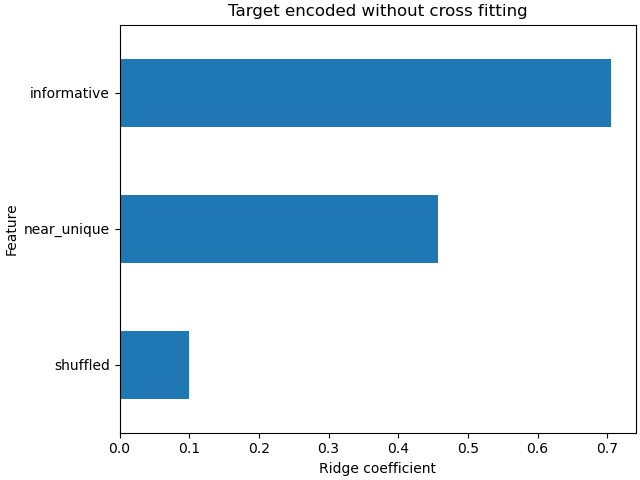 Target encoded without cross fitting
informative
near_unique
shuffled
Feature
0.0 0.1 0.2 0.3 0.4 0.5 0.6 0.7
Ridge coefficient